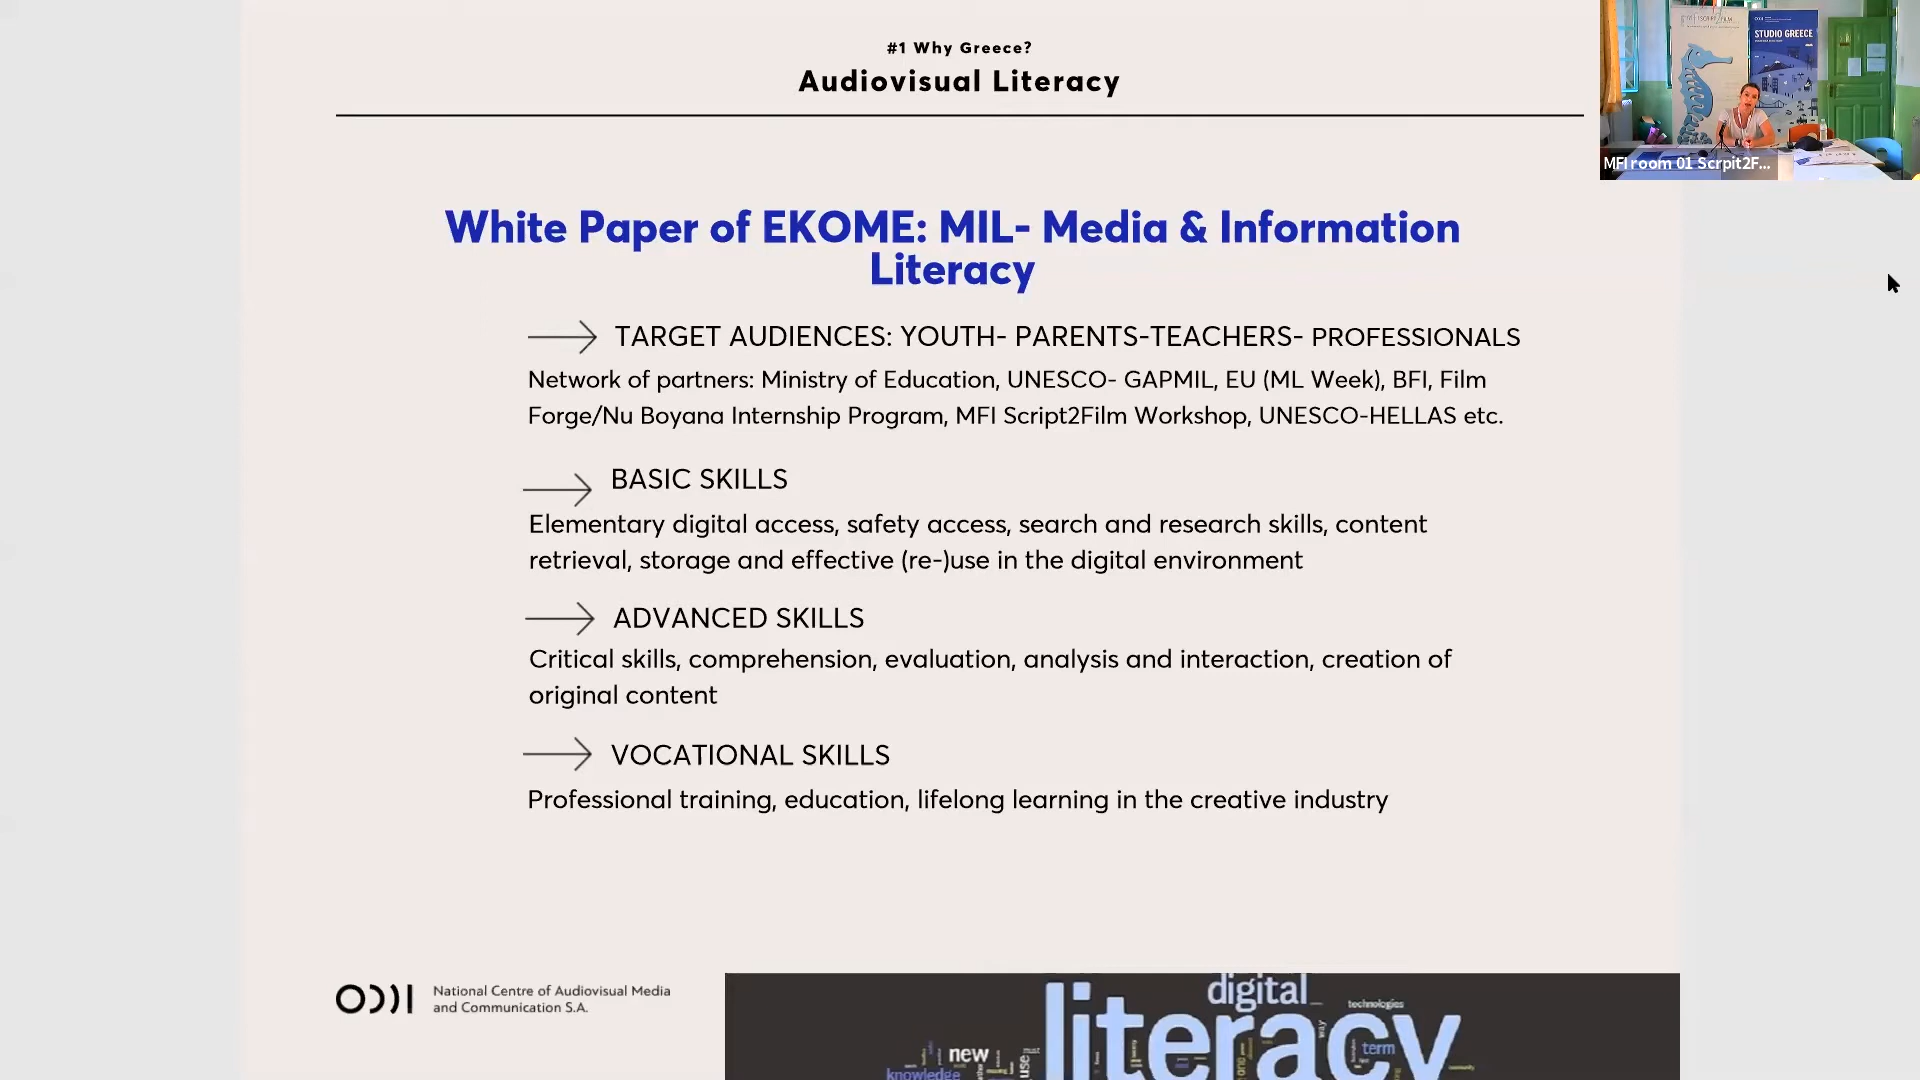 #1 Why Greece?
Audiovisual Literacy
STUDIO GREECE
MFI room 01 Scrpit2F...
White Paper of EKOME: MIL- Media & Information
Literacy
TARGET AUDIENCES: YOUTH- PARENTS-TEACHERS- PROFESSIONALS
Network of partners: Ministry of Education, UNESCO- GAPMIL, EU (ML Week), BFI, Film
Forge/Nu Boyana Internship Program, MFI Script2Film Workshop, UNESCO-HELLAS etc.
BASIC SKILLS
Elementary digital access, safety access, search and research skills, content
retrieval, storage and effective (re-)use in the digital environment
ADVANCED SKILLS
Critical skills, comprehension, evaluation, analysis and interaction, creation of
original content
VOCATIONAL SKILLS
Professional training, education, lifelong learning in the creative industry
National Centre of Audiovisual Media
and Communication S.A.
digital
technologies
literacy
way
term
new
use
knowledge